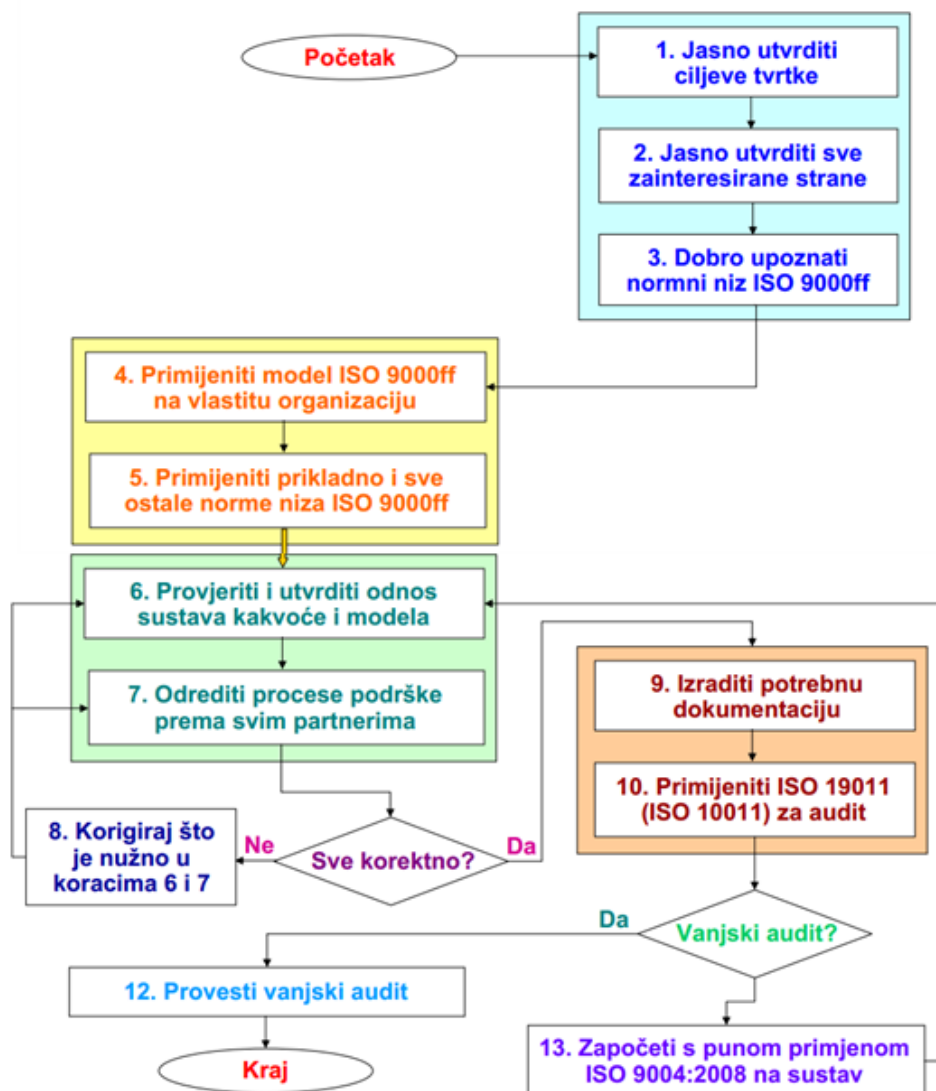 Početak
1. Jasno utvrditi
ciljeve tvrtke
2. Jasno utvrditi sve
zainteresirane strane
3. Dobro upoznati
normni niz ISO 9000ff
4. Primijeniti model ISO 9000ff
na vlastitu organizaciju
5. Primijeniti prikladno i sve
ostale norme niza ISO 9000ff
6. Provjeriti i utvrditi odnos
sustava kakvoće i modela
7. Odrediti procese podrške
prema svim partnerima
8. Korigiraj što
je nužno u
koracima 6 i 7
Ne
Sve korektno?
Da
9. Izraditi potrebnu
dokumentaciju
10. Primijeniti ISO 19011
(ISO 10011) za audit
Vanjski audit?
Da
12. Provesti vanjski audit
Kraj
13. Započeti s punom primjenom
ISO 9004:2008 na sustav